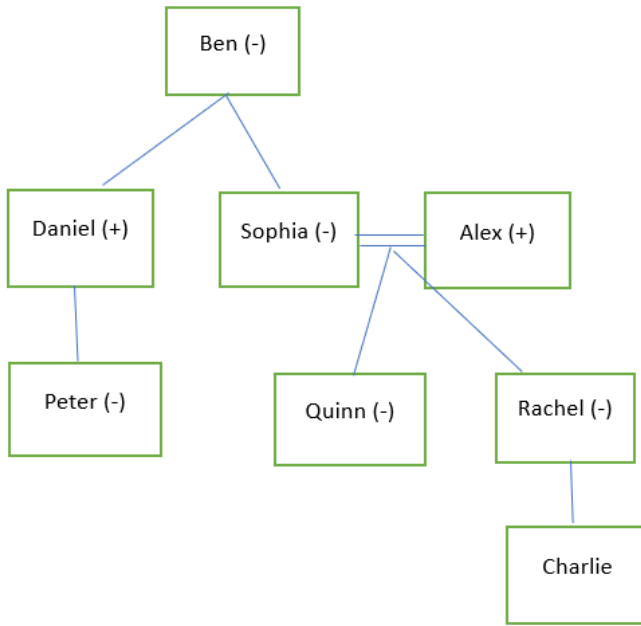 Ben (-)
Daniel (+)
Sophia (-)
Alex (+)
Peter (-)
Quinn (-)
Rachel (-)
Charlie